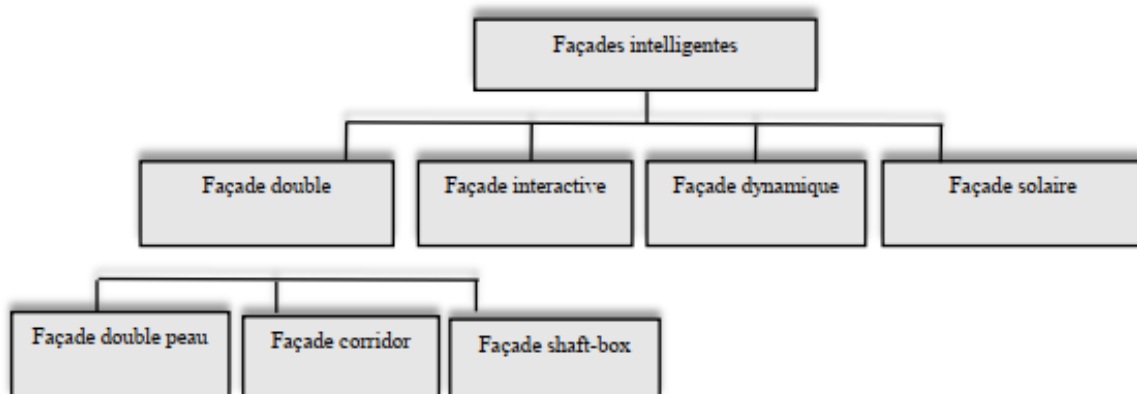 Façades intelligentes
Façade double
Façade interactive
Façade dynamique
Façade solaire
Façade double peau
Façade corridor
Façade shaft-box